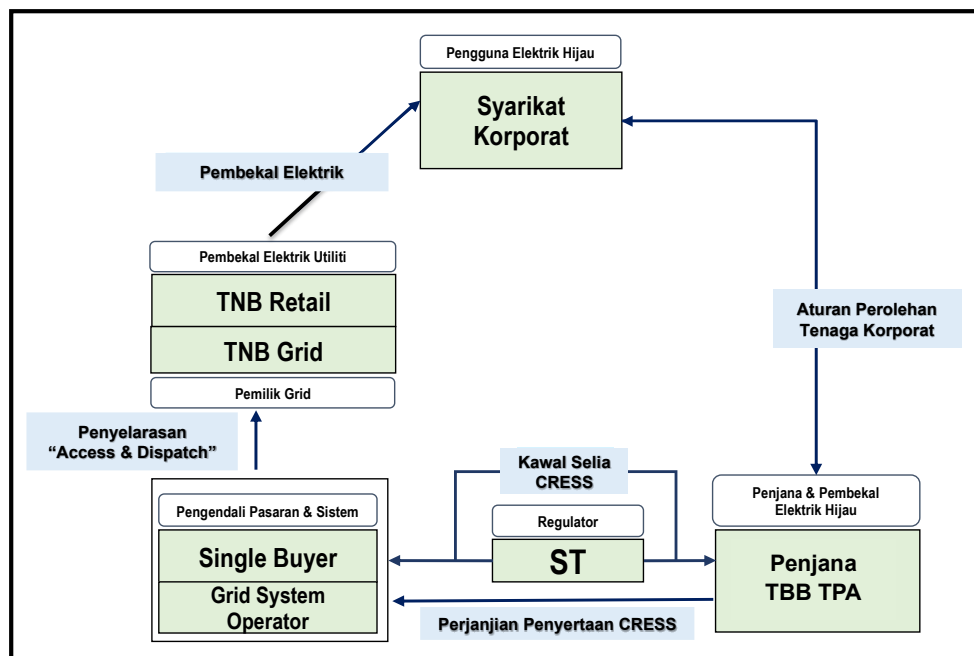 Pengguna Elektrik Hijau
Syarikat
Korporat
Pembekal Elektrik
Pembekal Elektrik Utiliti
TNB Retail
TNB Grid
Pemilik Grid
Aturan Perolehan
Tenaga Korporat
Penyelarasan
“Access & Dispatch”
Kawal Selia
CRESS
Pengendali Pasaran & Sistem
Single Buyer
Grid System
Operator
Regulator
ST
Penjana & Pembekal
Elektrik Hijau
Penjana
TBB TPA
Perjanjian Penyertaan CRESS